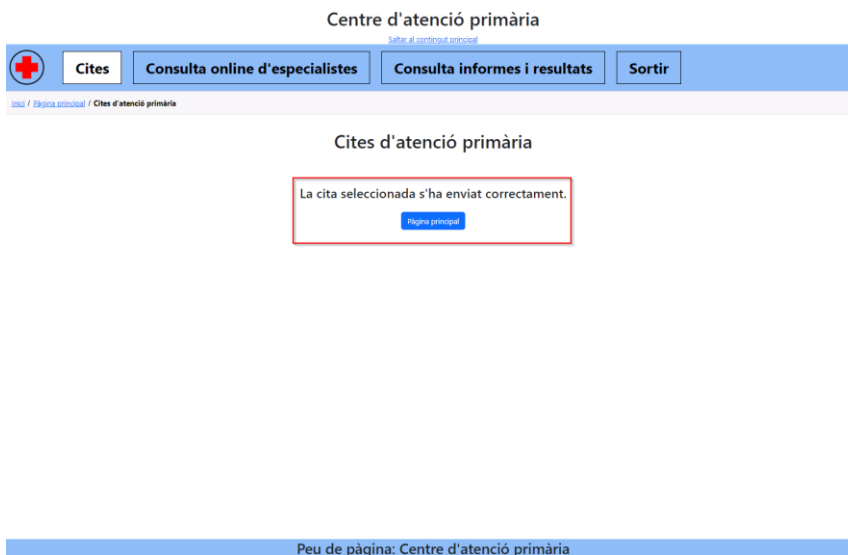 Centre d'atenció primària
Saltar al contingut principal
Cites
Consulta online d'especialistes
Consulta informes i resultats
Sortir
Inici / Pàgina principal / Cites d'atenció primària
Cites d'atenció primària
La cita seleccionada s'ha enviat correctament.
Pàgina principal
Peu de pàgina: Centre d'atenció primària